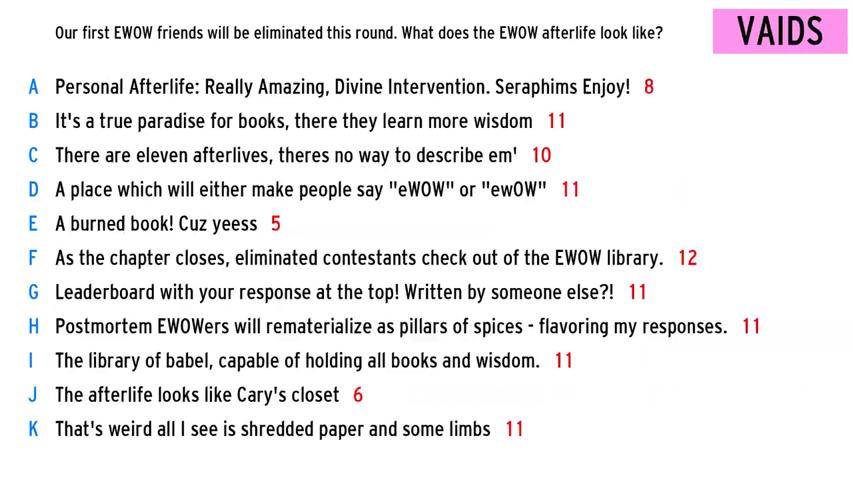 Our first EWOW friends will be eliminated this round. What does the EWOW afterlife look like?
VAIDS
A Personal Afterlife: Really Amazing, Divine Intervention. Seraphims Enjoy! 8
B It's a true paradise for books, there they learn more wisdom 11
C There are eleven afterlives, theres no way to describe em' 10
D A place which will either make people say "eWOW" or "ewOW" 11
E A burned book! Cuz yeess 5
F As the chapter closes, eliminated contestants check out of the EWOW library. 12
G Leaderboard with your response at the top! Written by someone else?! 11
H Postmortem EWOWers will rematerialize as pillars of spices - flavoring my responses. 11
I The library of babel, capable of holding all books and wisdom. 11
J The afterlife looks like Cary's closet 6
K That's weird all I see is shredded paper and some limbs 11